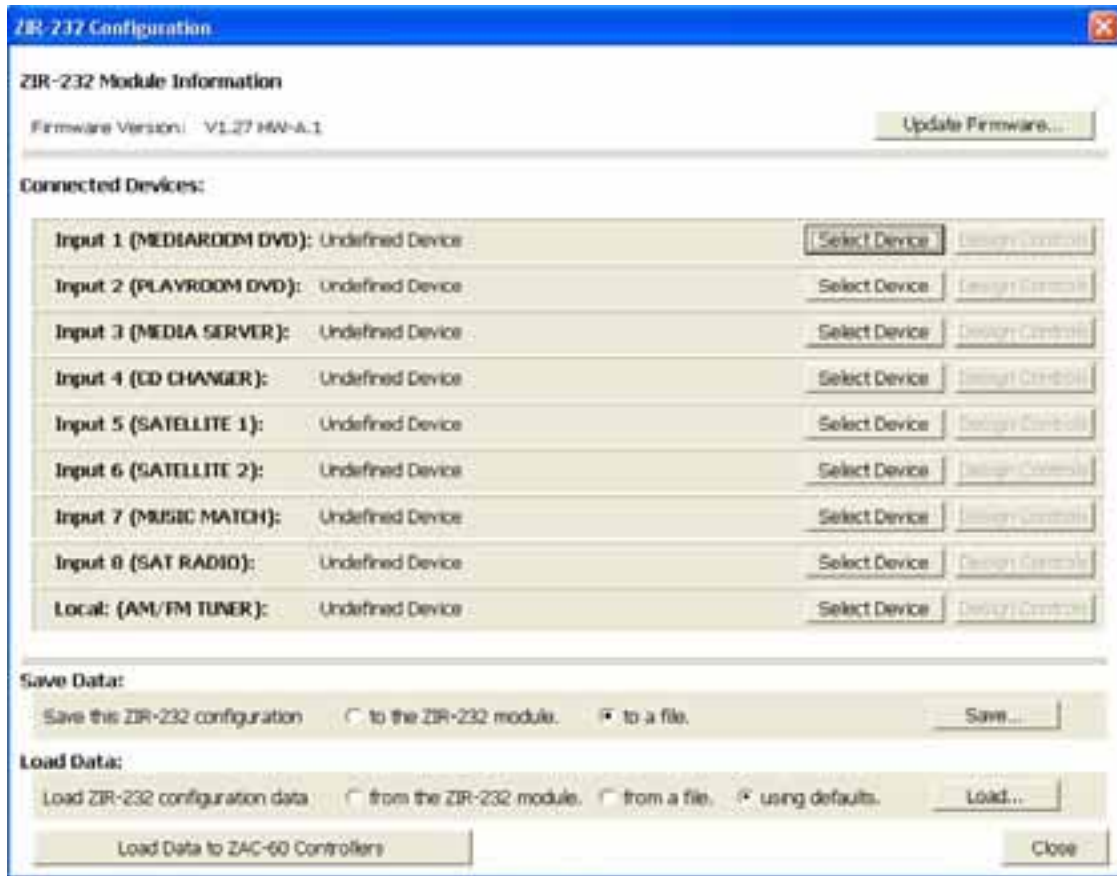 ZIR-232 Configuration
ZIR-232 Module Information
Firmware Version: V1.27 HW-A.1 Update Firmware...
Connected Devices:
Input 1 (MEDIAROOM DVD): Undefined Device Select Device Design Controls
Input 2 (PLAYROOM DVD): Undefined Device Select Device Design Controls
Input 3 (MEDIA SERVER): Undefined Device Select Device Design Controls
Input 4 (CD CHANGER): Undefined Device Select Device Design Controls
Input 5 (SATELLITE 1): Undefined Device Select Device Design Controls
Input 6 (SATELLITE 2): Undefined Device Select Device Design Controls
Input 7 (MUSIC MATCH): Undefined Device Select Device Design Controls
Input 8 (SAT RADIO): Undefined Device Select Device Design Controls
Local: (AM/FM TUNER): Undefined Device Select Device Design Controls
Save Data:
Save this ZIR-232 configuration to the ZIR-232 module. to a file. Save...
Load Data:
Load ZIR-232 configuration data from the ZIR-232 module. from a file. using defaults. Load...
Load Data to ZAC-60 Controllers Close